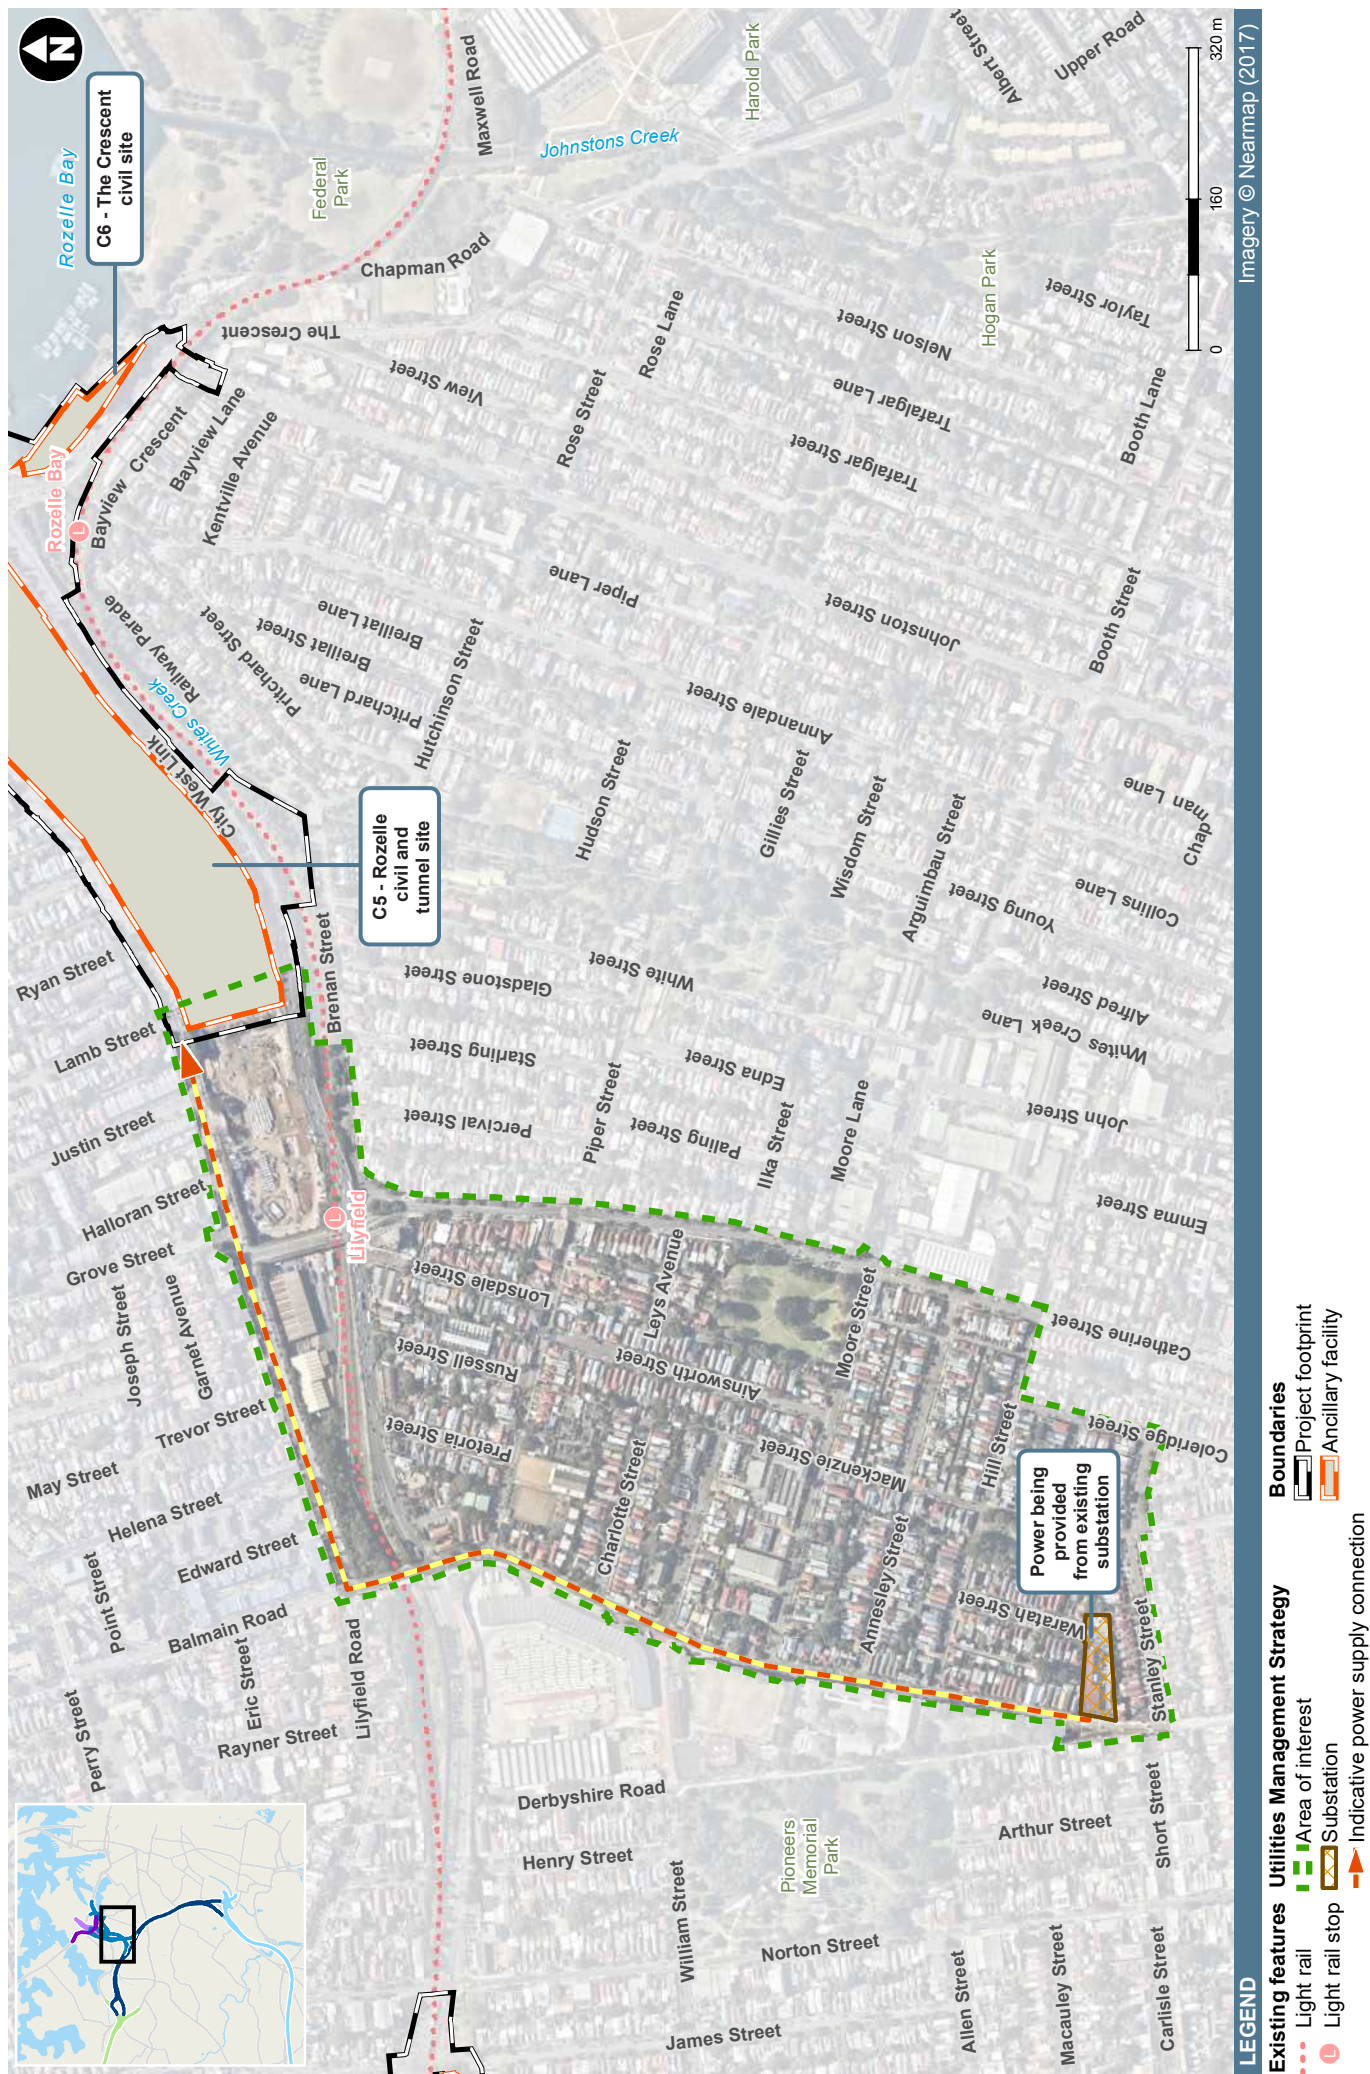 N
Rozelle Bay
C6 - The Crescent
civil site
Federal
Park
Maxwell Road
Johnstons Creek
Harold Park
Albert Street
Upper Road
Chapman Road
The Crescent
View Street
Rose Lane
Rose Street
Nelson Street
Hogan Park
Taylor Street
Trafalgar Lane
Trafalgar Street
Booth Lane
Rozelle Bay
L
Bayview Crescent
Bayview Lane
Kentville Avenue
Railway Parade
Whites Creek
City West Link
Pritchard Street
Breillat Street
Breillat Lane
Pritchard Lane
Hutchinson Street
Piper Lane
Johnston Street
Booth Street
Annandale Street
Hudson Street
Gillies Street
Wisdom Street
Arguimbau Street
Young Street
Chapman Lane
Collins Lane
C5 - Rozelle
civil and
tunnel site
Ryan Street
Lamb Street
Brenan Street
Gladstone Street
White Street
Alfred Street
Whites Creek Lane
Starling Street
Edna Street
Piper Street
Percival Street
Paling Street
Ilka Street
Moore Lane
John Street
Emma Street
Justin Street
Halloran Street
Grove Street
Joseph Street
Garnet Avenue
L
Lilyfield
Lonsdale Street
Leys Avenue
Moore Street
Catherine Street
Russell Street
Ainsworth Street
Trevor Street
May Street
Helena Street
Pretoria Street
Charlotte Street
Mackenzie Street
Hill Street
Coleridge Street
Edward Street
Point Street
Balmain Road
Eric Street
Lilyfield Road
Annesley Street
Waratah Street
Power being
provided
from existing
substation
Stanley Street
Perry Street
Rayner Street
Derbyshire Road
Henry Street
Pioneers
Memorial
Park
Arthur Street
Short Street
William Street
Norton Street
James Street
Allen Street
Macauley Street
Carlisle Street
0
160
320 m
LEGEND
Imagery © Nearmap (2017)
Existing features
Light rail
L
Light rail stop
Utilities Management Strategy
Area of interest
Substation
Indicative power supply connection
Boundaries
Project footprint
Ancillary facility